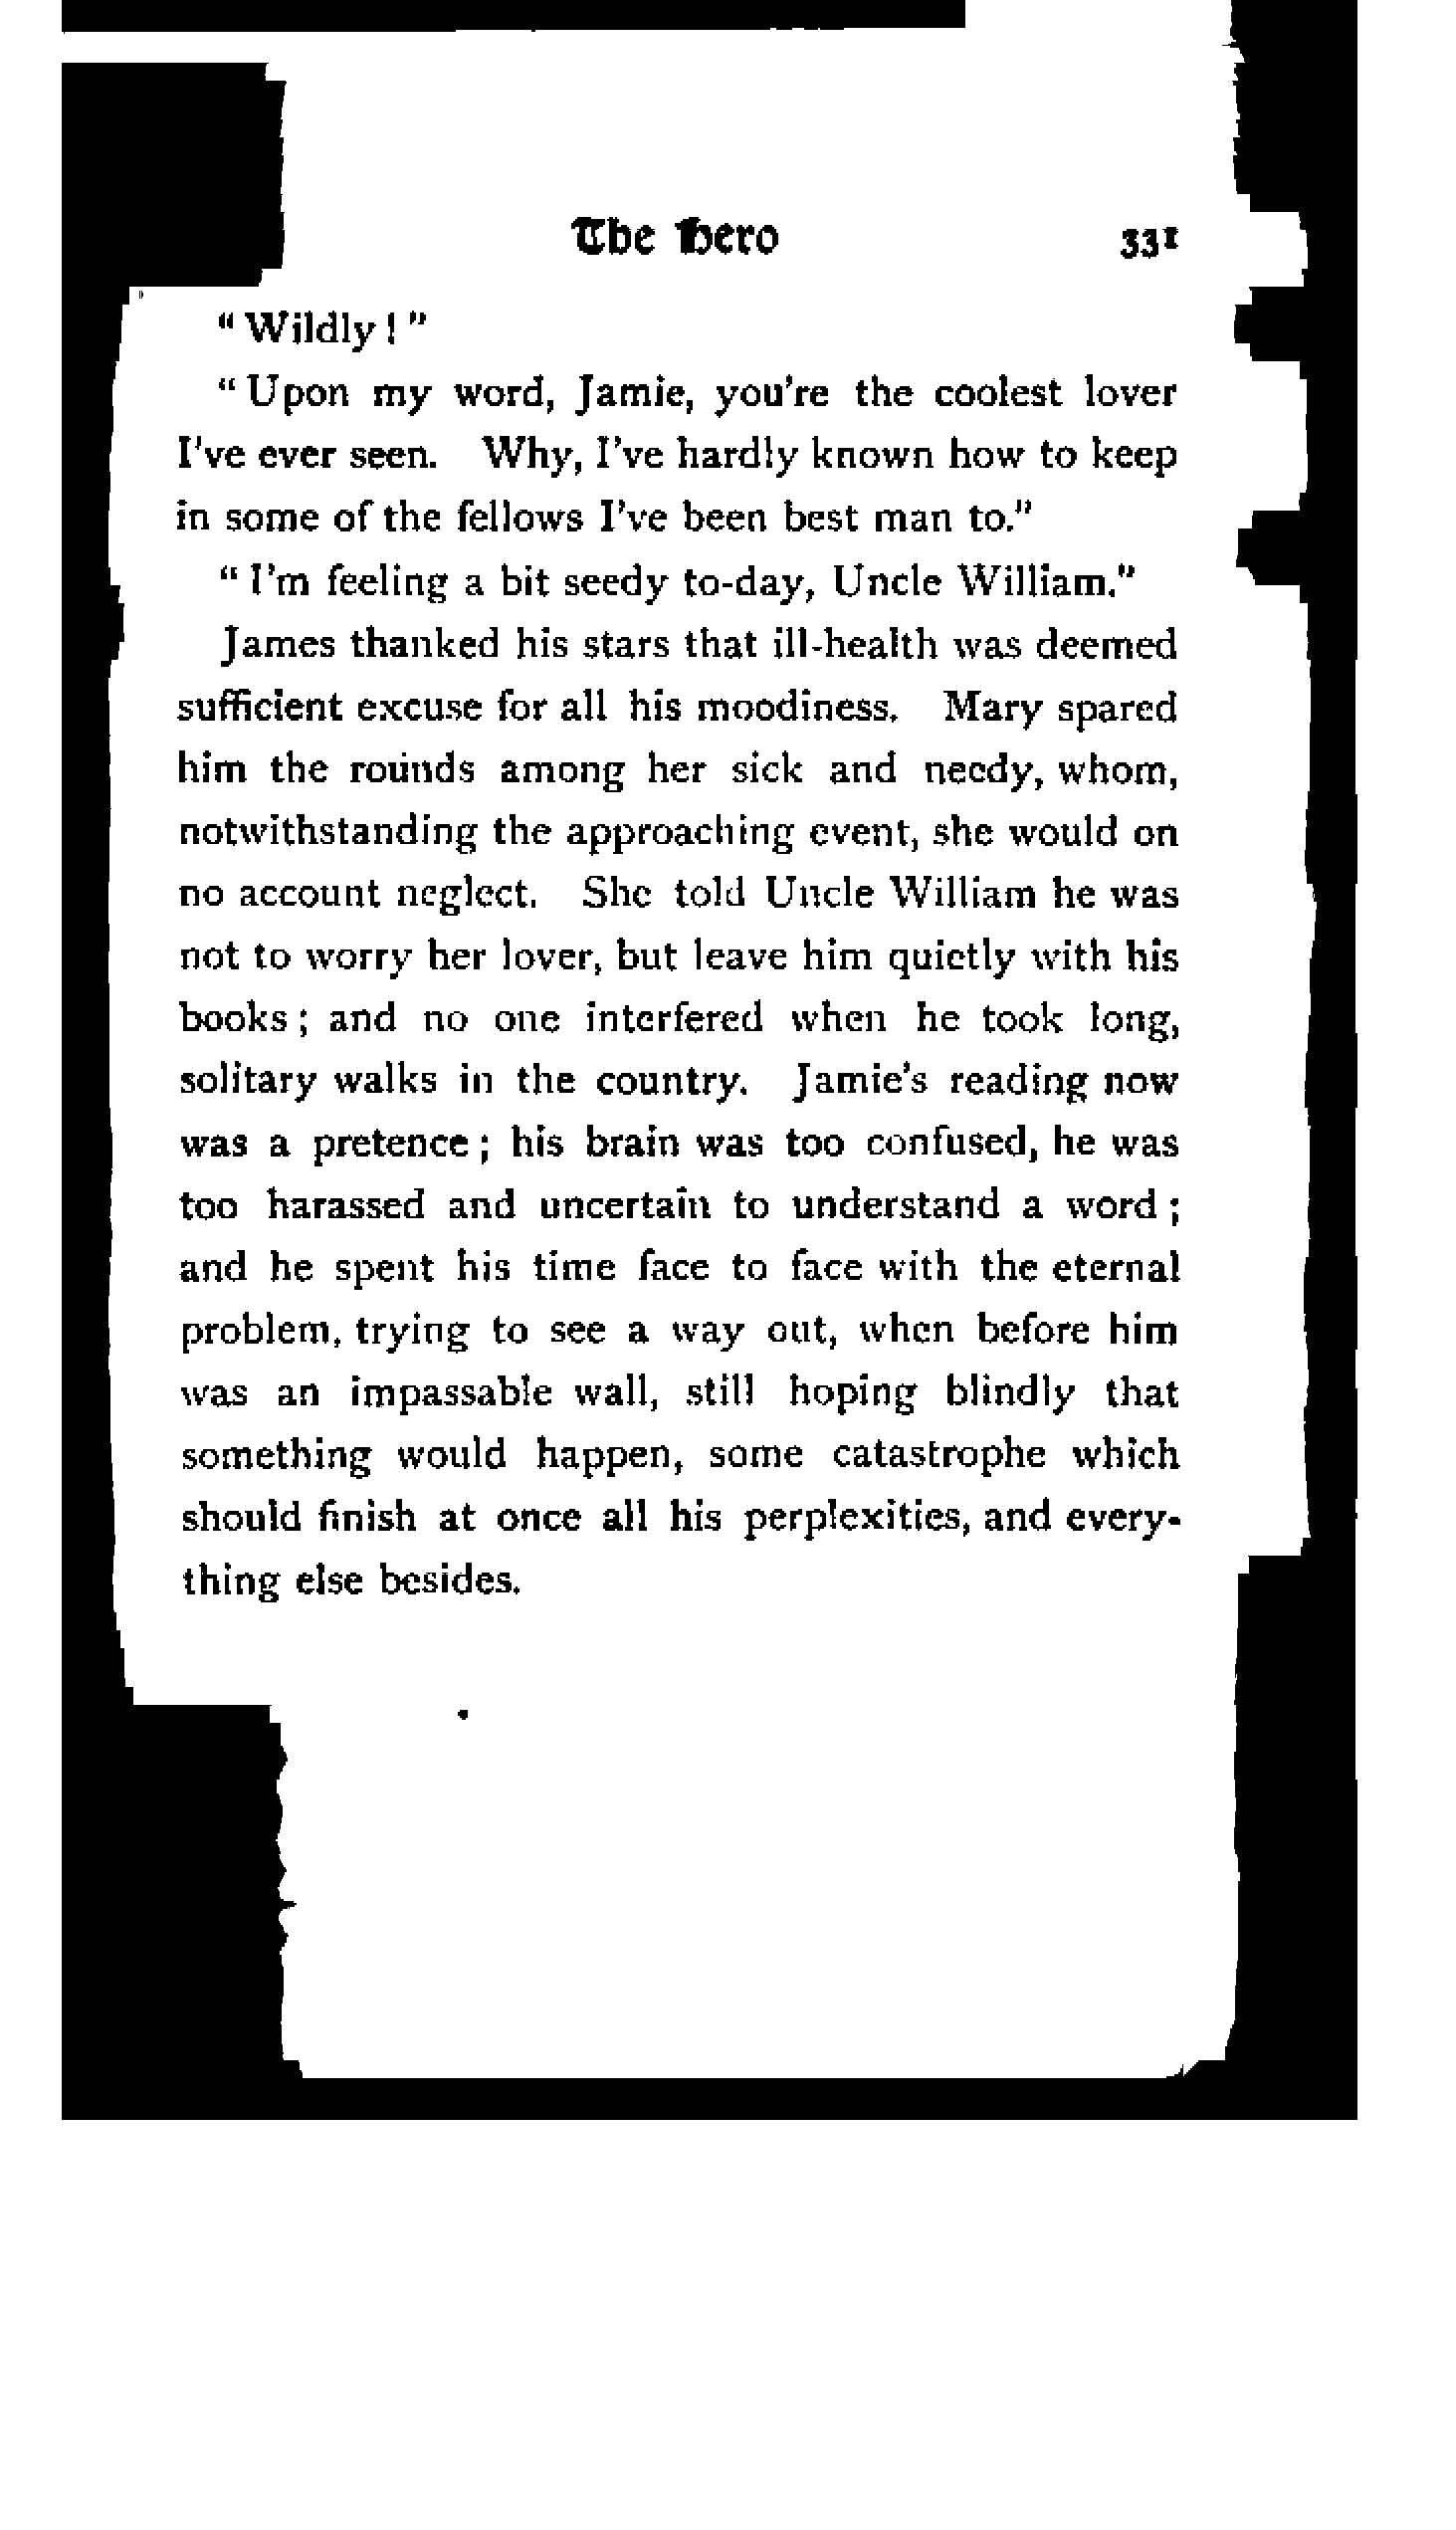 The Hero 331
“Wildly!”
“Upon my word, Jamie, you're the coolest lover
I've ever seen. Why, I've hardly known how to keep
in some of the fellows I've been best man to.”
“I'm feeling a bit seedy to-day, Uncle William.”
James thanked his stars that ill-health was deemed
sufficient excuse for all his moodiness. Mary spared
him the rounds among her sick and needy, whom,
notwithstanding the approaching event, she would on
no account neglect. She told Uncle William he was
not to worry her lover, but leave him quietly with his
books; and no one interfered when he took long,
solitary walks in the country. Jamie's reading now
was a pretence; his brain was too confused, he was
too harassed and uncertain to understand a word;
and he spent his time face to face with the eternal
problem, trying to see a way out, when before him
was an impassable wall, still hoping blindly that
something would happen, some catastrophe which
should finish at once all his perplexities, and every-
thing else besides.